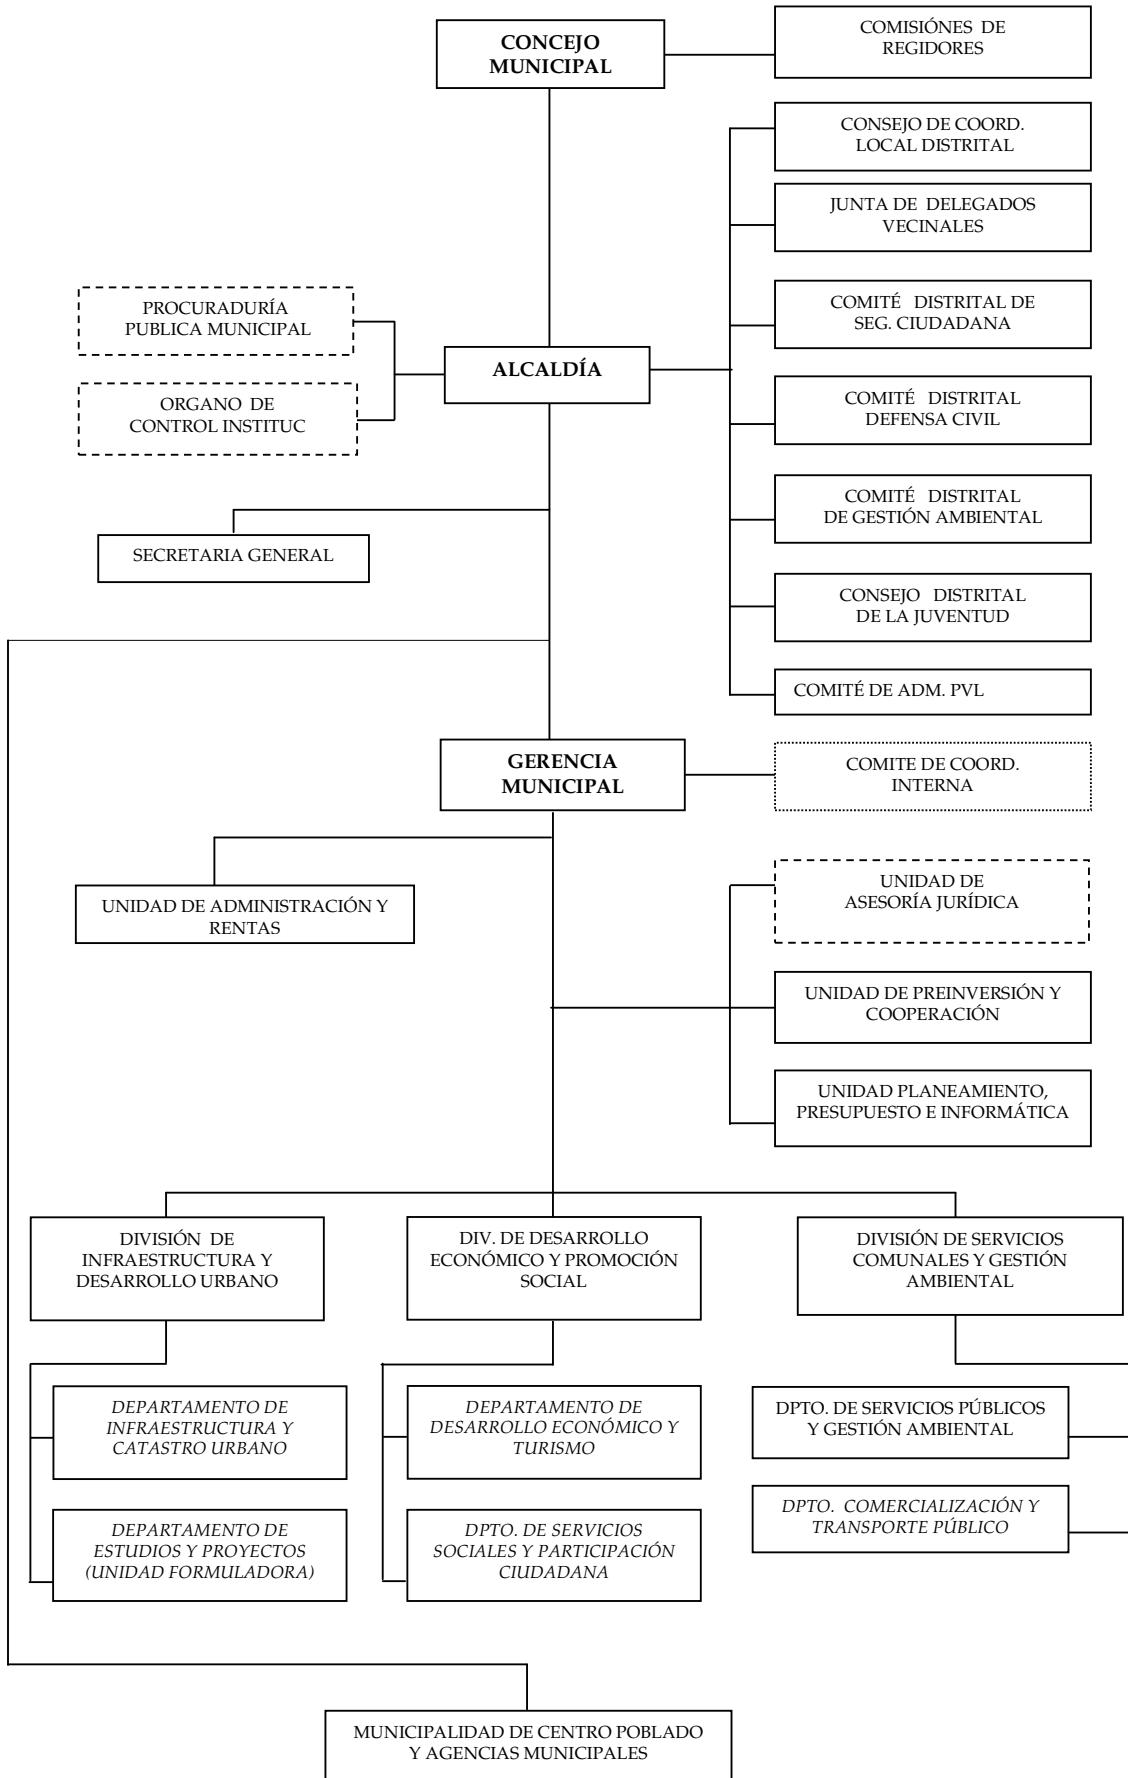 CONCEJO
MUNICIPAL
COMISIÓNES DE
REGIDORES
CONSEJO DE COORD.
LOCAL DISTRITAL
JUNTA DE DELEGADOS
VECINALES
PROCURADURÍA
PUBLICA MUNICIPAL
COMITÉ DISTRITAL DE
SEG. CIUDADANA
ALCALDÍA
ORGANO DE
CONTROL INSTITUC
COMITÉ DISTRITAL
DEFENSA CIVIL
COMITÉ DISTRITAL
DE GESTIÓN AMBIENTAL
SECRETARIA GENERAL
CONSEJO DISTRITAL
DE LA JUVENTUD
COMITÉ DE ADM. PVL
GERENCIA
MUNICIPAL
COMITE DE COORD.
INTERNA
UNIDAD DE ADMINISTRACIÓN Y
RENTAS
UNIDAD DE
ASESORÍA JURÍDICA
UNIDAD DE PREINVERSIÓN Y
COOPERACIÓN
UNIDAD PLANEAMIENTO,
PRESUPUESTO E INFORMÁTICA
DIVISIÓN DE
INFRAESTRUCTURA Y
DESARROLLO URBANO
DIV. DE DESARROLLO
ECONÓMICO Y PROMOCIÓN
SOCIAL
DIVISIÓN DE SERVICIOS
COMUNALES Y GESTIÓN
AMBIENTAL
DEPARTAMENTO DE
INFRAESTRUCTURA Y
CATASTRO URBANO
DEPARTAMENTO DE
DESARROLLO ECONÓMICO Y
TURISMO
DPTO. DE SERVICIOS PÚBLICOS
Y GESTIÓN AMBIENTAL
DEPARTAMENTO DE
ESTUDIOS Y PROYECTOS
(UNIDAD FORMULADORA)
DPTO. DE SERVICIOS
SOCIALES Y PARTICIPACIÓN
CIUDADANA
DPTO. COMERCIALIZACIÓN Y
TRANSPORTE PÚBLICO
MUNICIPALIDAD DE CENTRO POBLADO
Y AGENCIAS MUNICIPALES